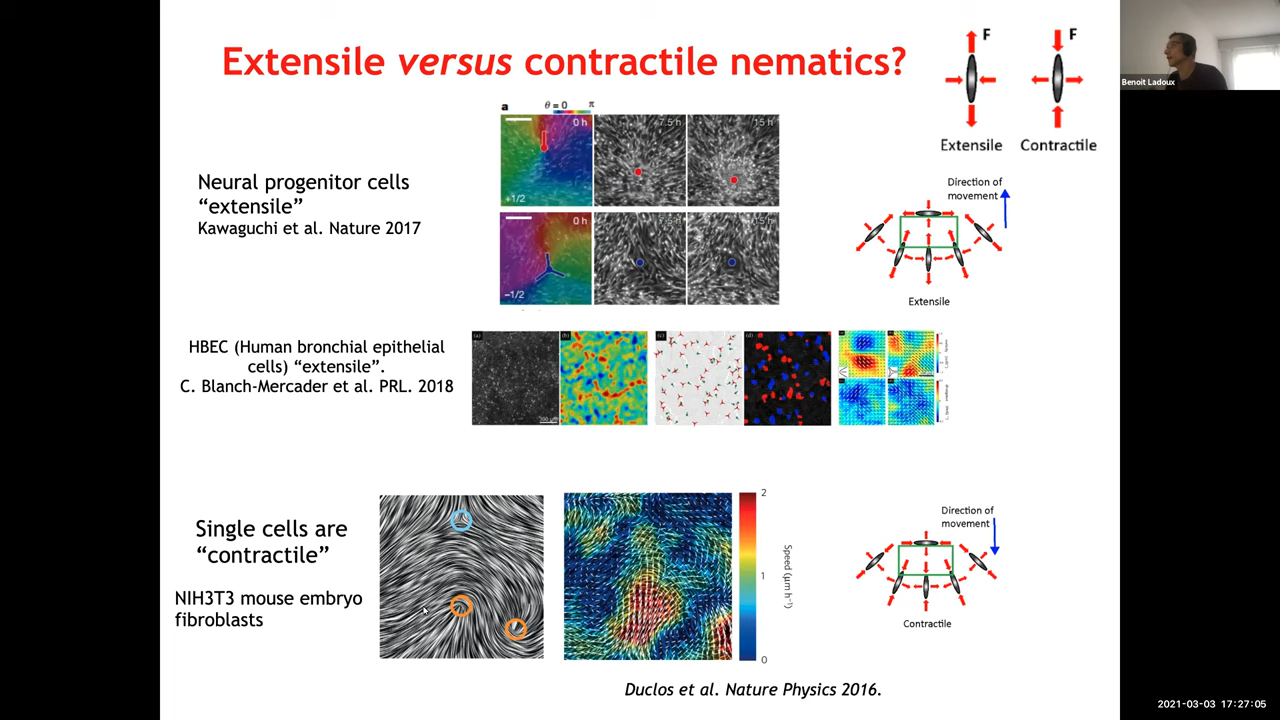 Extensile versus contractile nematics?
F
F
Extensile
Contractile
Benoit Ladoux
a
θ = 0
π
0 h
7.5 h
15 h
+1/2
0 h
7.5 h
15 h
−1/2
Neural progenitor cells
“extensile”
Kawaguchi et al. Nature 2017
Direction of
movement
Extensile
HBEC (Human bronchial epithelial
cells) “extensile”.
C. Blanch-Mercader et al. PRL. 2018
(a)
(b)
(c)
(d)
Single cells are
“contractile”
NIH3T3 mouse embryo
fibroblasts
2
1
0
Speed (μm h⁻¹)
Direction of
movement
Contractile
Duclos et al. Nature Physics 2016.
2021-03-03 17:27:05